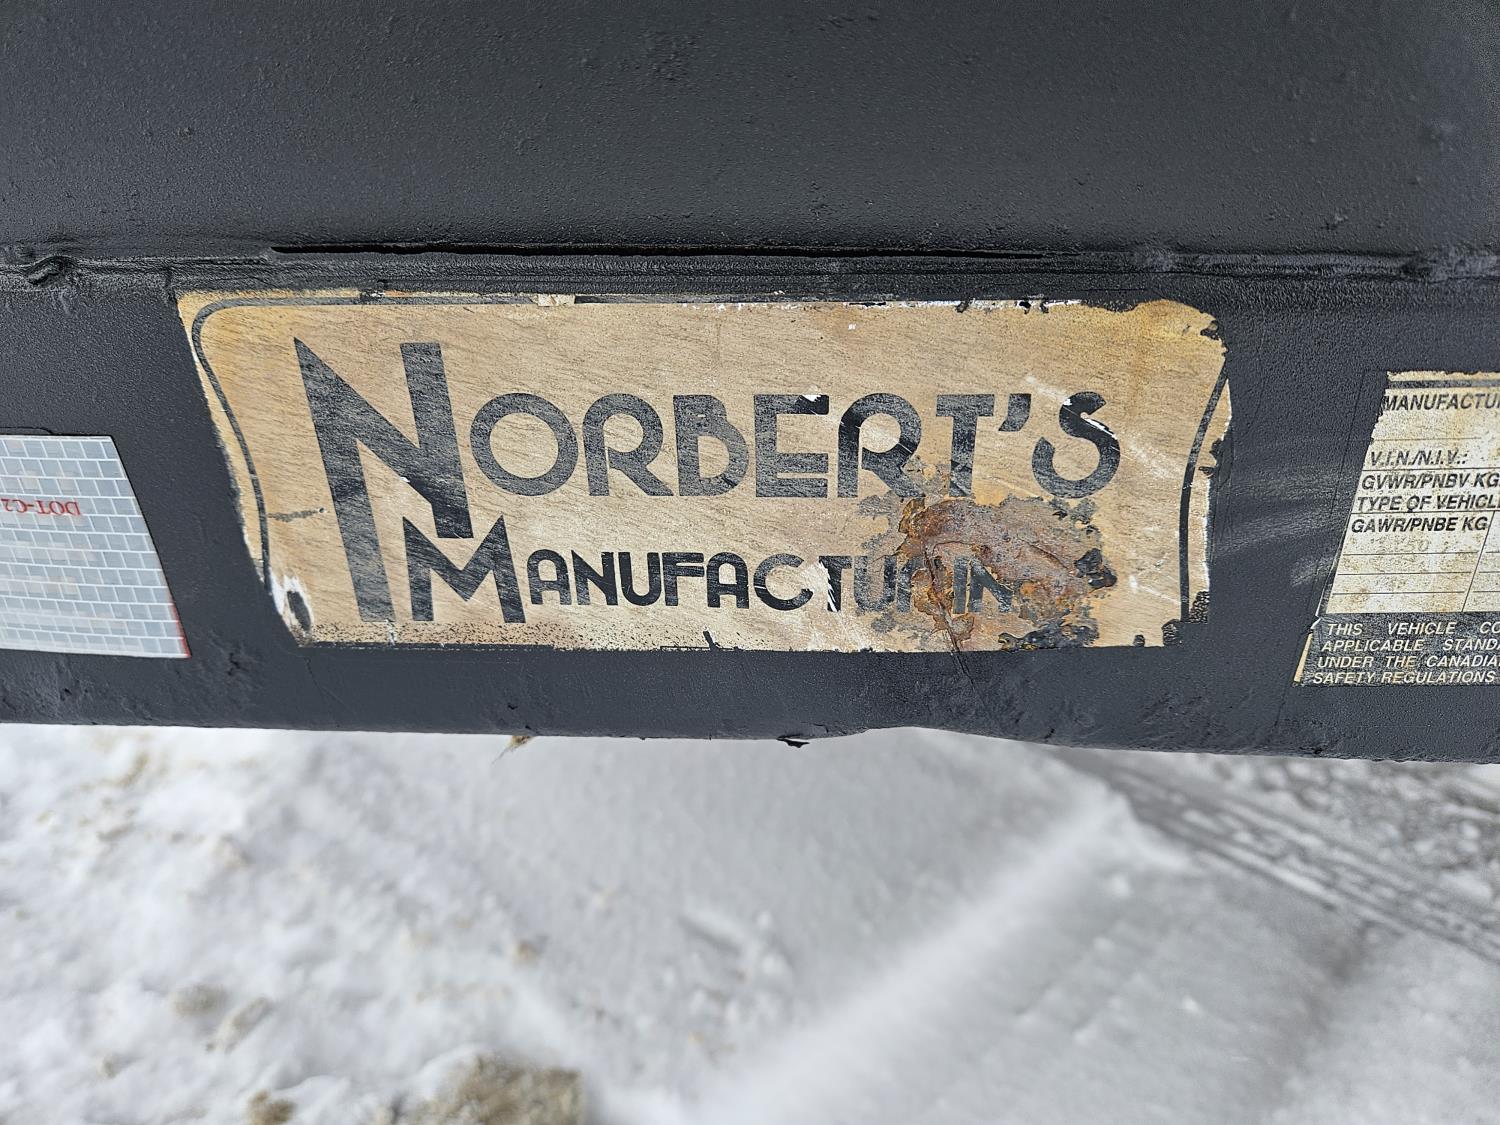 NORBERT'S
MANUFACTURIN
DOT-C2
MANUFACTU
V.I.N./N.I.V.:
GVWR/PNBV KG
TYPE OF VEHICL
GAWR/PNBE KG
THIS VEHICLE CO
APPLICABLE STANDA
UNDER THE CANADIA
SAFETY REGULATIONS